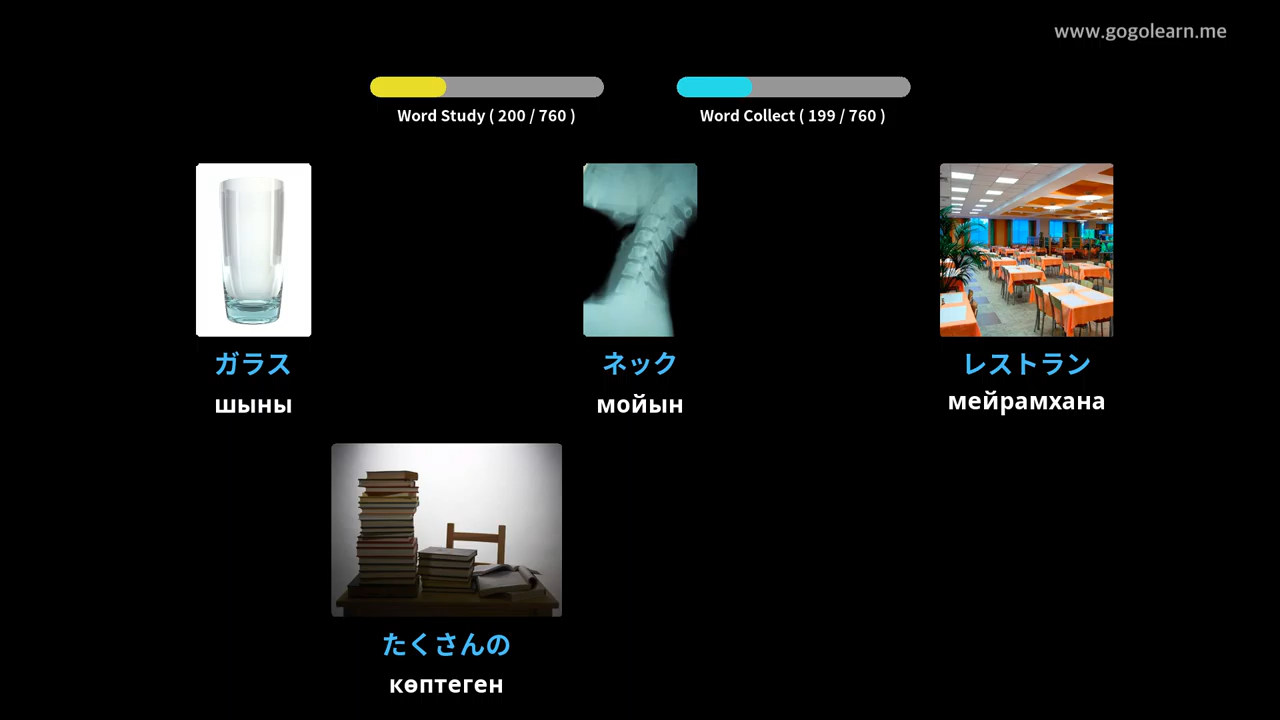 www.gogolearn.me
Word Study ( 200 / 760 )
Word Collect ( 199 / 760 )
ガラス
шыны
ネック
мойын
レストラン
мейрамхана
たくさんの
көптеген